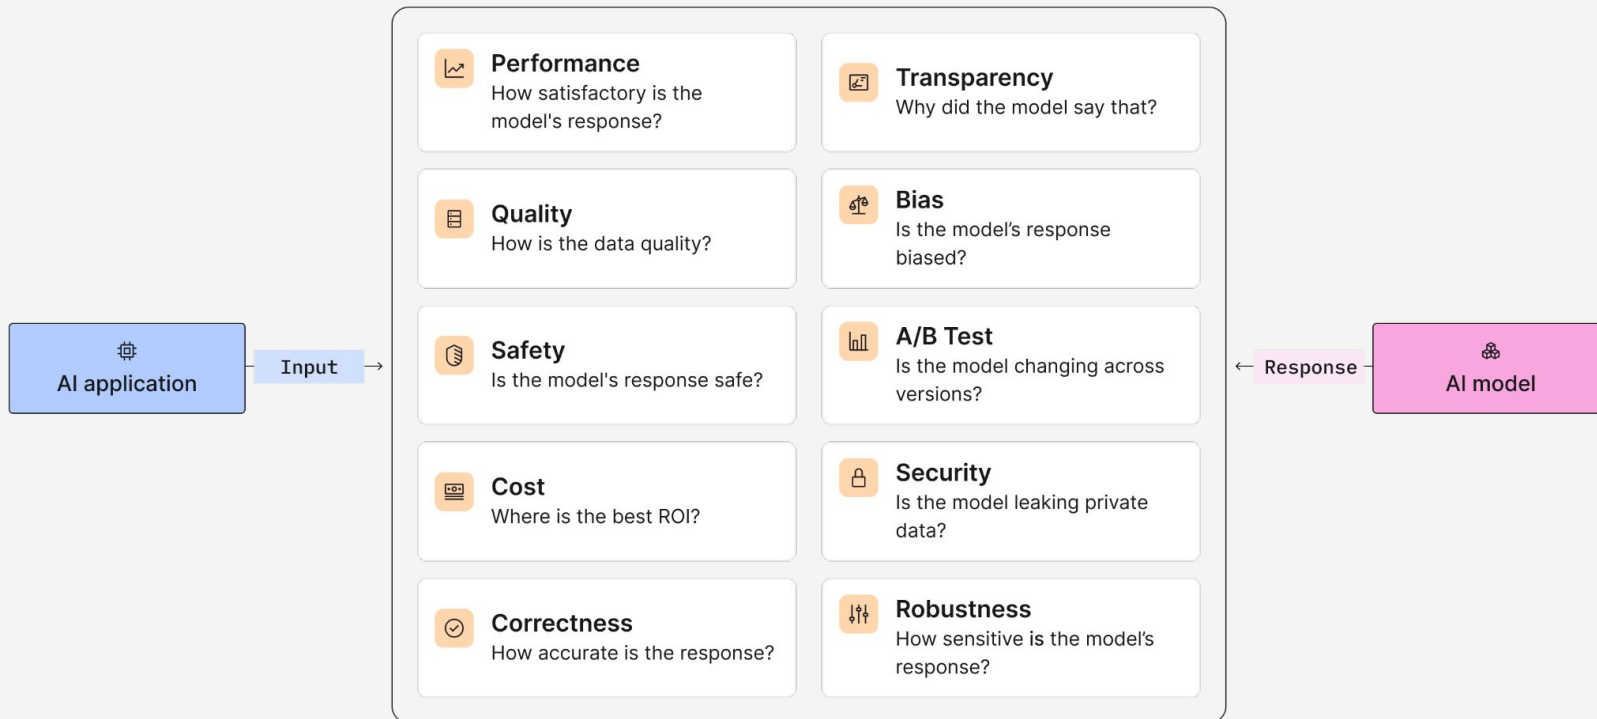 Performance
How satisfactory is the
model's response?
Transparency
Why did the model say that?
Quality
How is the data quality?
Bias
Is the model’s response
biased?
Safety
Is the model's response safe?
A/B Test
Is the model changing across
versions?
AI application
Input
Response
AI model
Cost
Where is the best ROI?
Security
Is the model leaking private
data?
Correctness
How accurate is the response?
Robustness
How sensitive is the model’s
response?